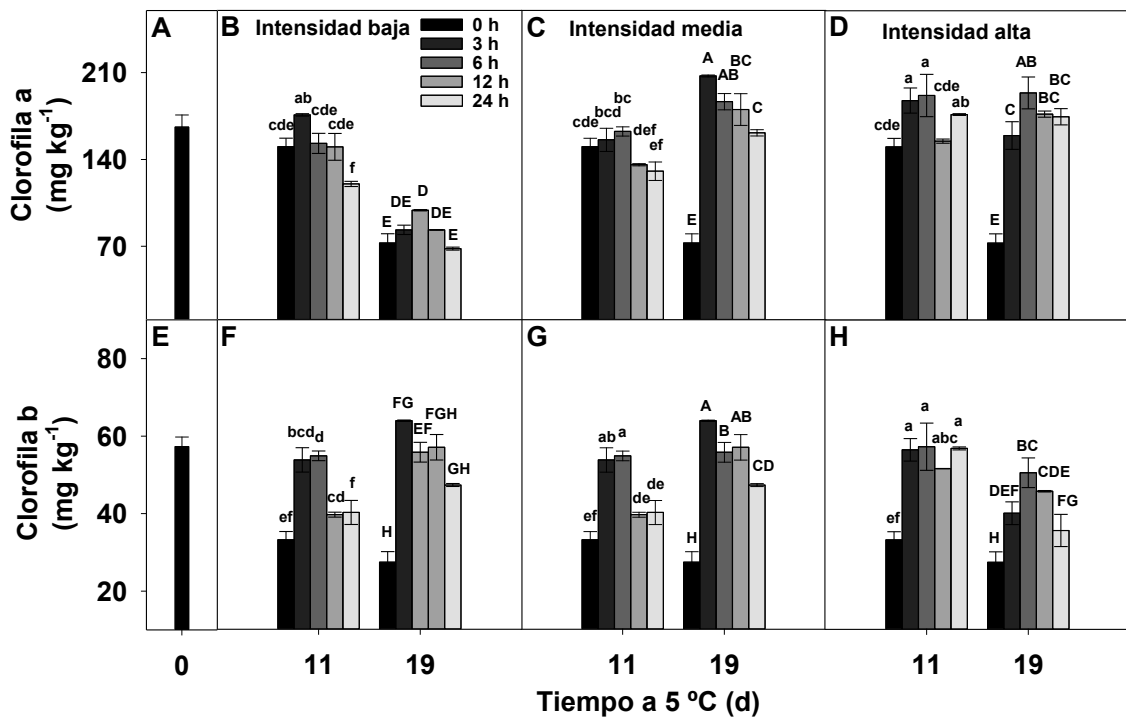 A
B Intensidad baja
0 h
3 h
6 h
12 h
24 h
C Intensidad media
D Intensidad alta
Clorofila a
(mg kg⁻¹)
210
140
70
cde ab cde cde f
E DE D DE E
cde bcd bc def ef
E A AB BC C
cde a a cde ab
E C AB BC BC
E
F
G
H
Clorofila b
(mg kg⁻¹)
80
60
40
20
ef bcd d cd f
H FG EF FGH GH
ef ab a de de
H A B AB CD
ef a a abc a
H DEF BC CDE FG
0 11 19 11 19 11 19
Tiempo a 5 ºC (d)